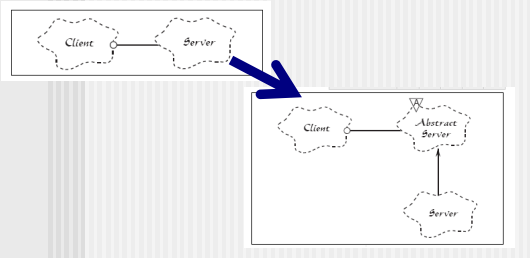 Client
Server
Client
A
Abstract
Server
Server